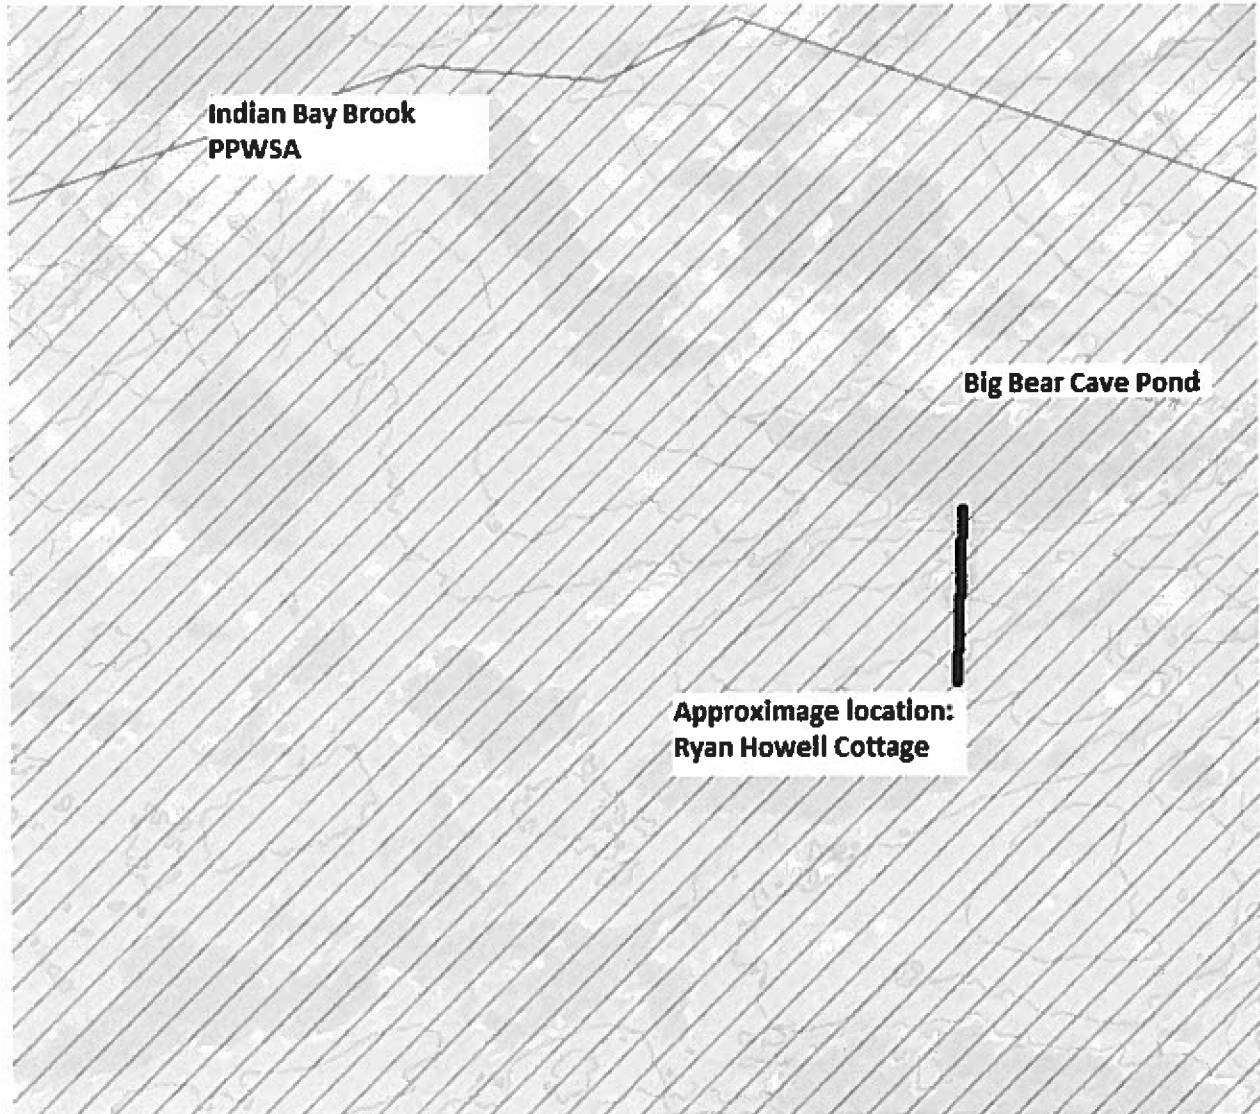 Indian Bay Brook
PPWSA
Big Bear Cave Pond
Approximage location:
Ryan Howell Cottage